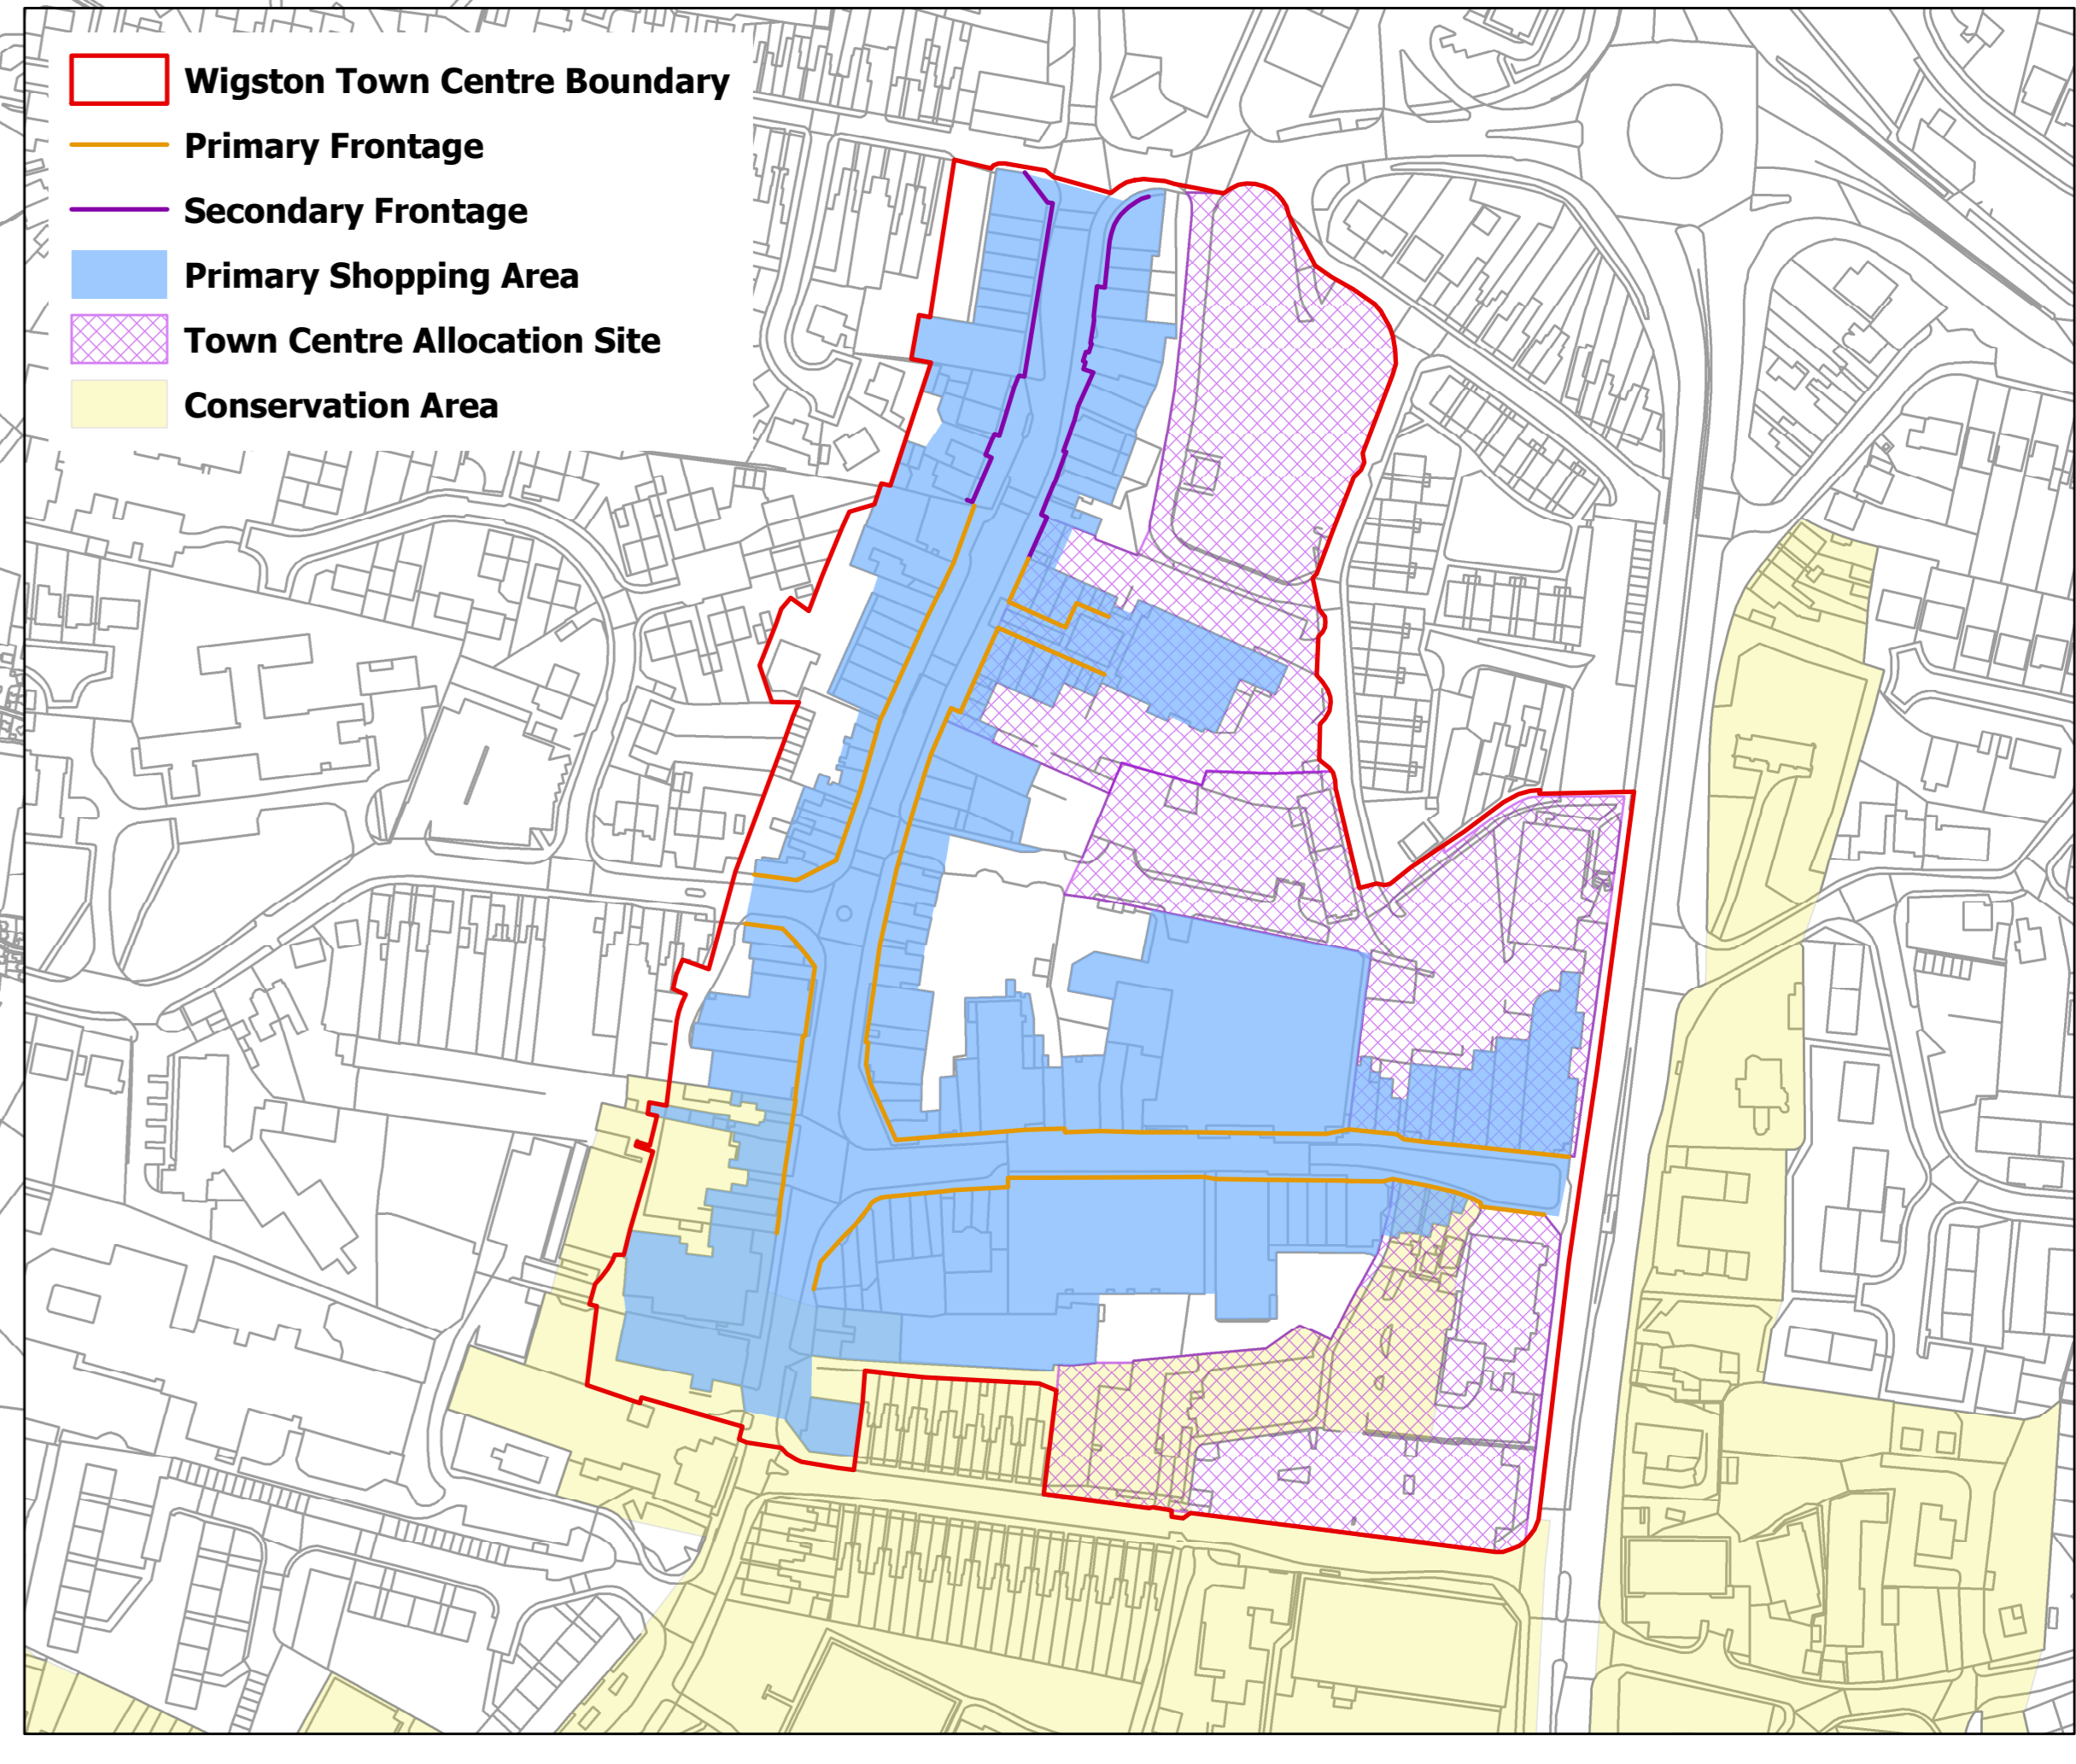 Wigston Town Centre Boundary
Primary Frontage
Secondary Frontage
Primary Shopping Area
Town Centre Allocation Site
Conservation Area